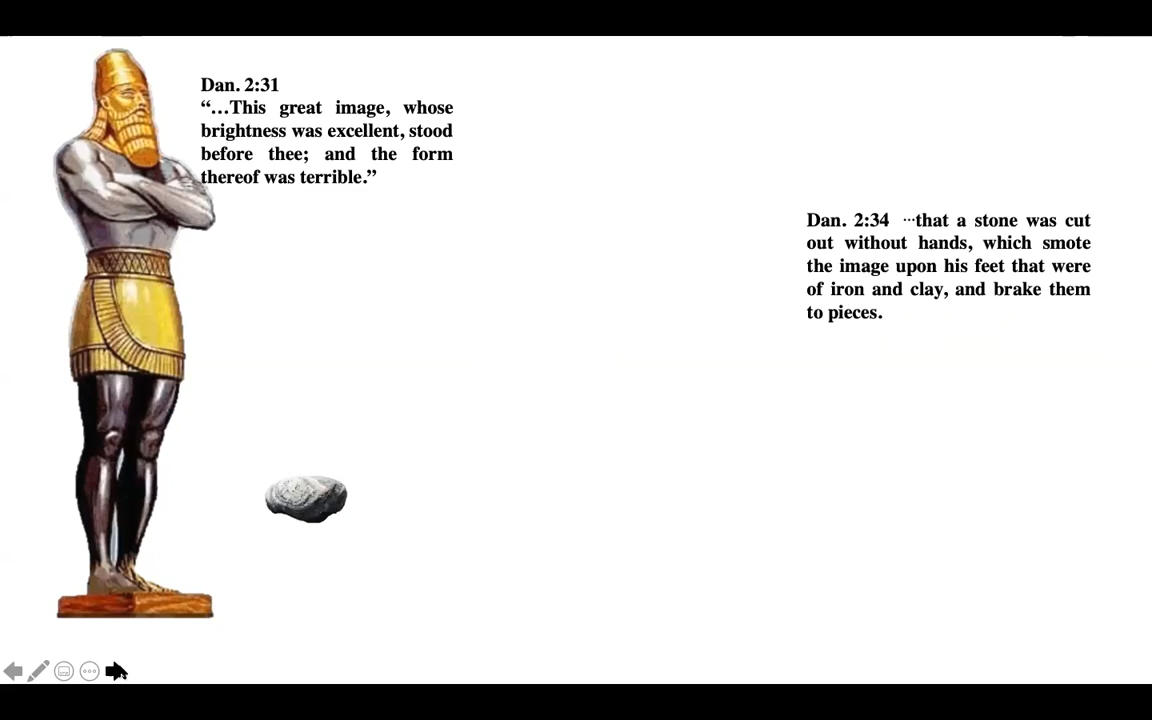 Dan. 2:31
“…This great image, whose
brightness was excellent, stood
before thee; and the form
thereof was terrible.”
Dan. 2:34 …that a stone was cut
out without hands, which smote
the image upon his feet that were
of iron and clay, and brake them
to pieces.